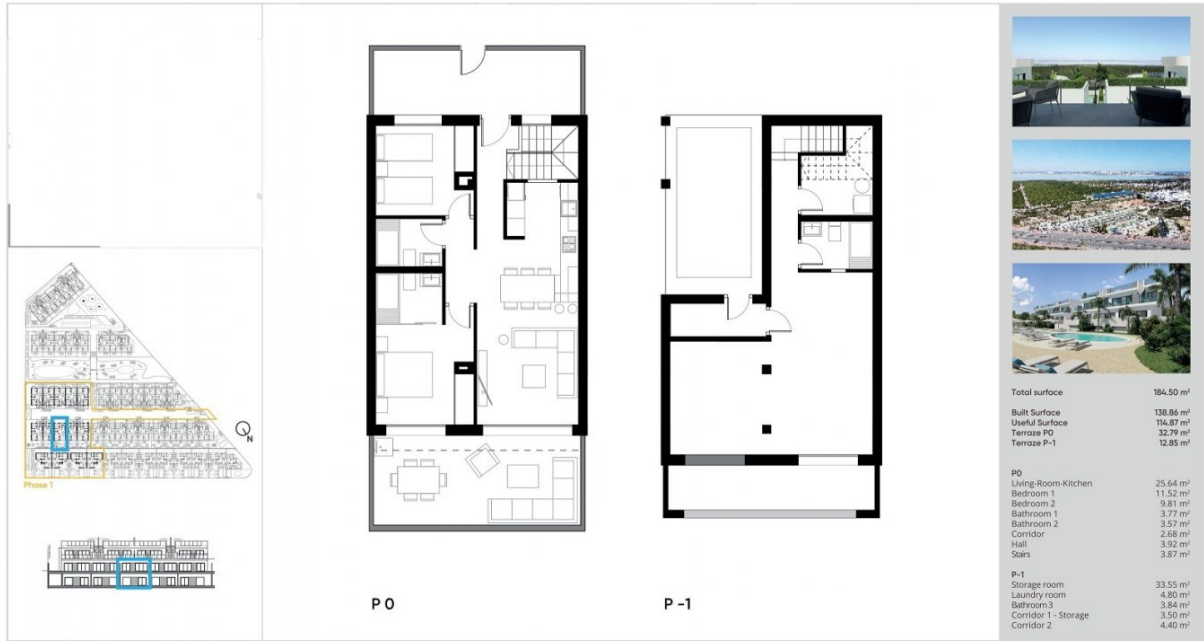 N
Phase 1
P 0
P -1
Total surface 184.50 m²
Built Surface 138.86 m²
Useful Surface 114.87 m²
Terraze P0 32.79 m²
Terraze P-1 12.85 m²
P0
Living-Room-Kitchen 25.64 m²
Bedroom 1 11.52 m²
Bedroom 2 9.81 m²
Bathroom 1 3.77 m²
Bathroom 2 3.57 m²
Corridor 2.68 m²
Hall 3.92 m²
Stairs 3.87 m²
P-1
Storage room 33.55 m²
Laundry room 4.80 m²
Bathroom 3 3.84 m²
Corridor 1 - Storage 3.50 m²
Corridor 2 4.40 m²